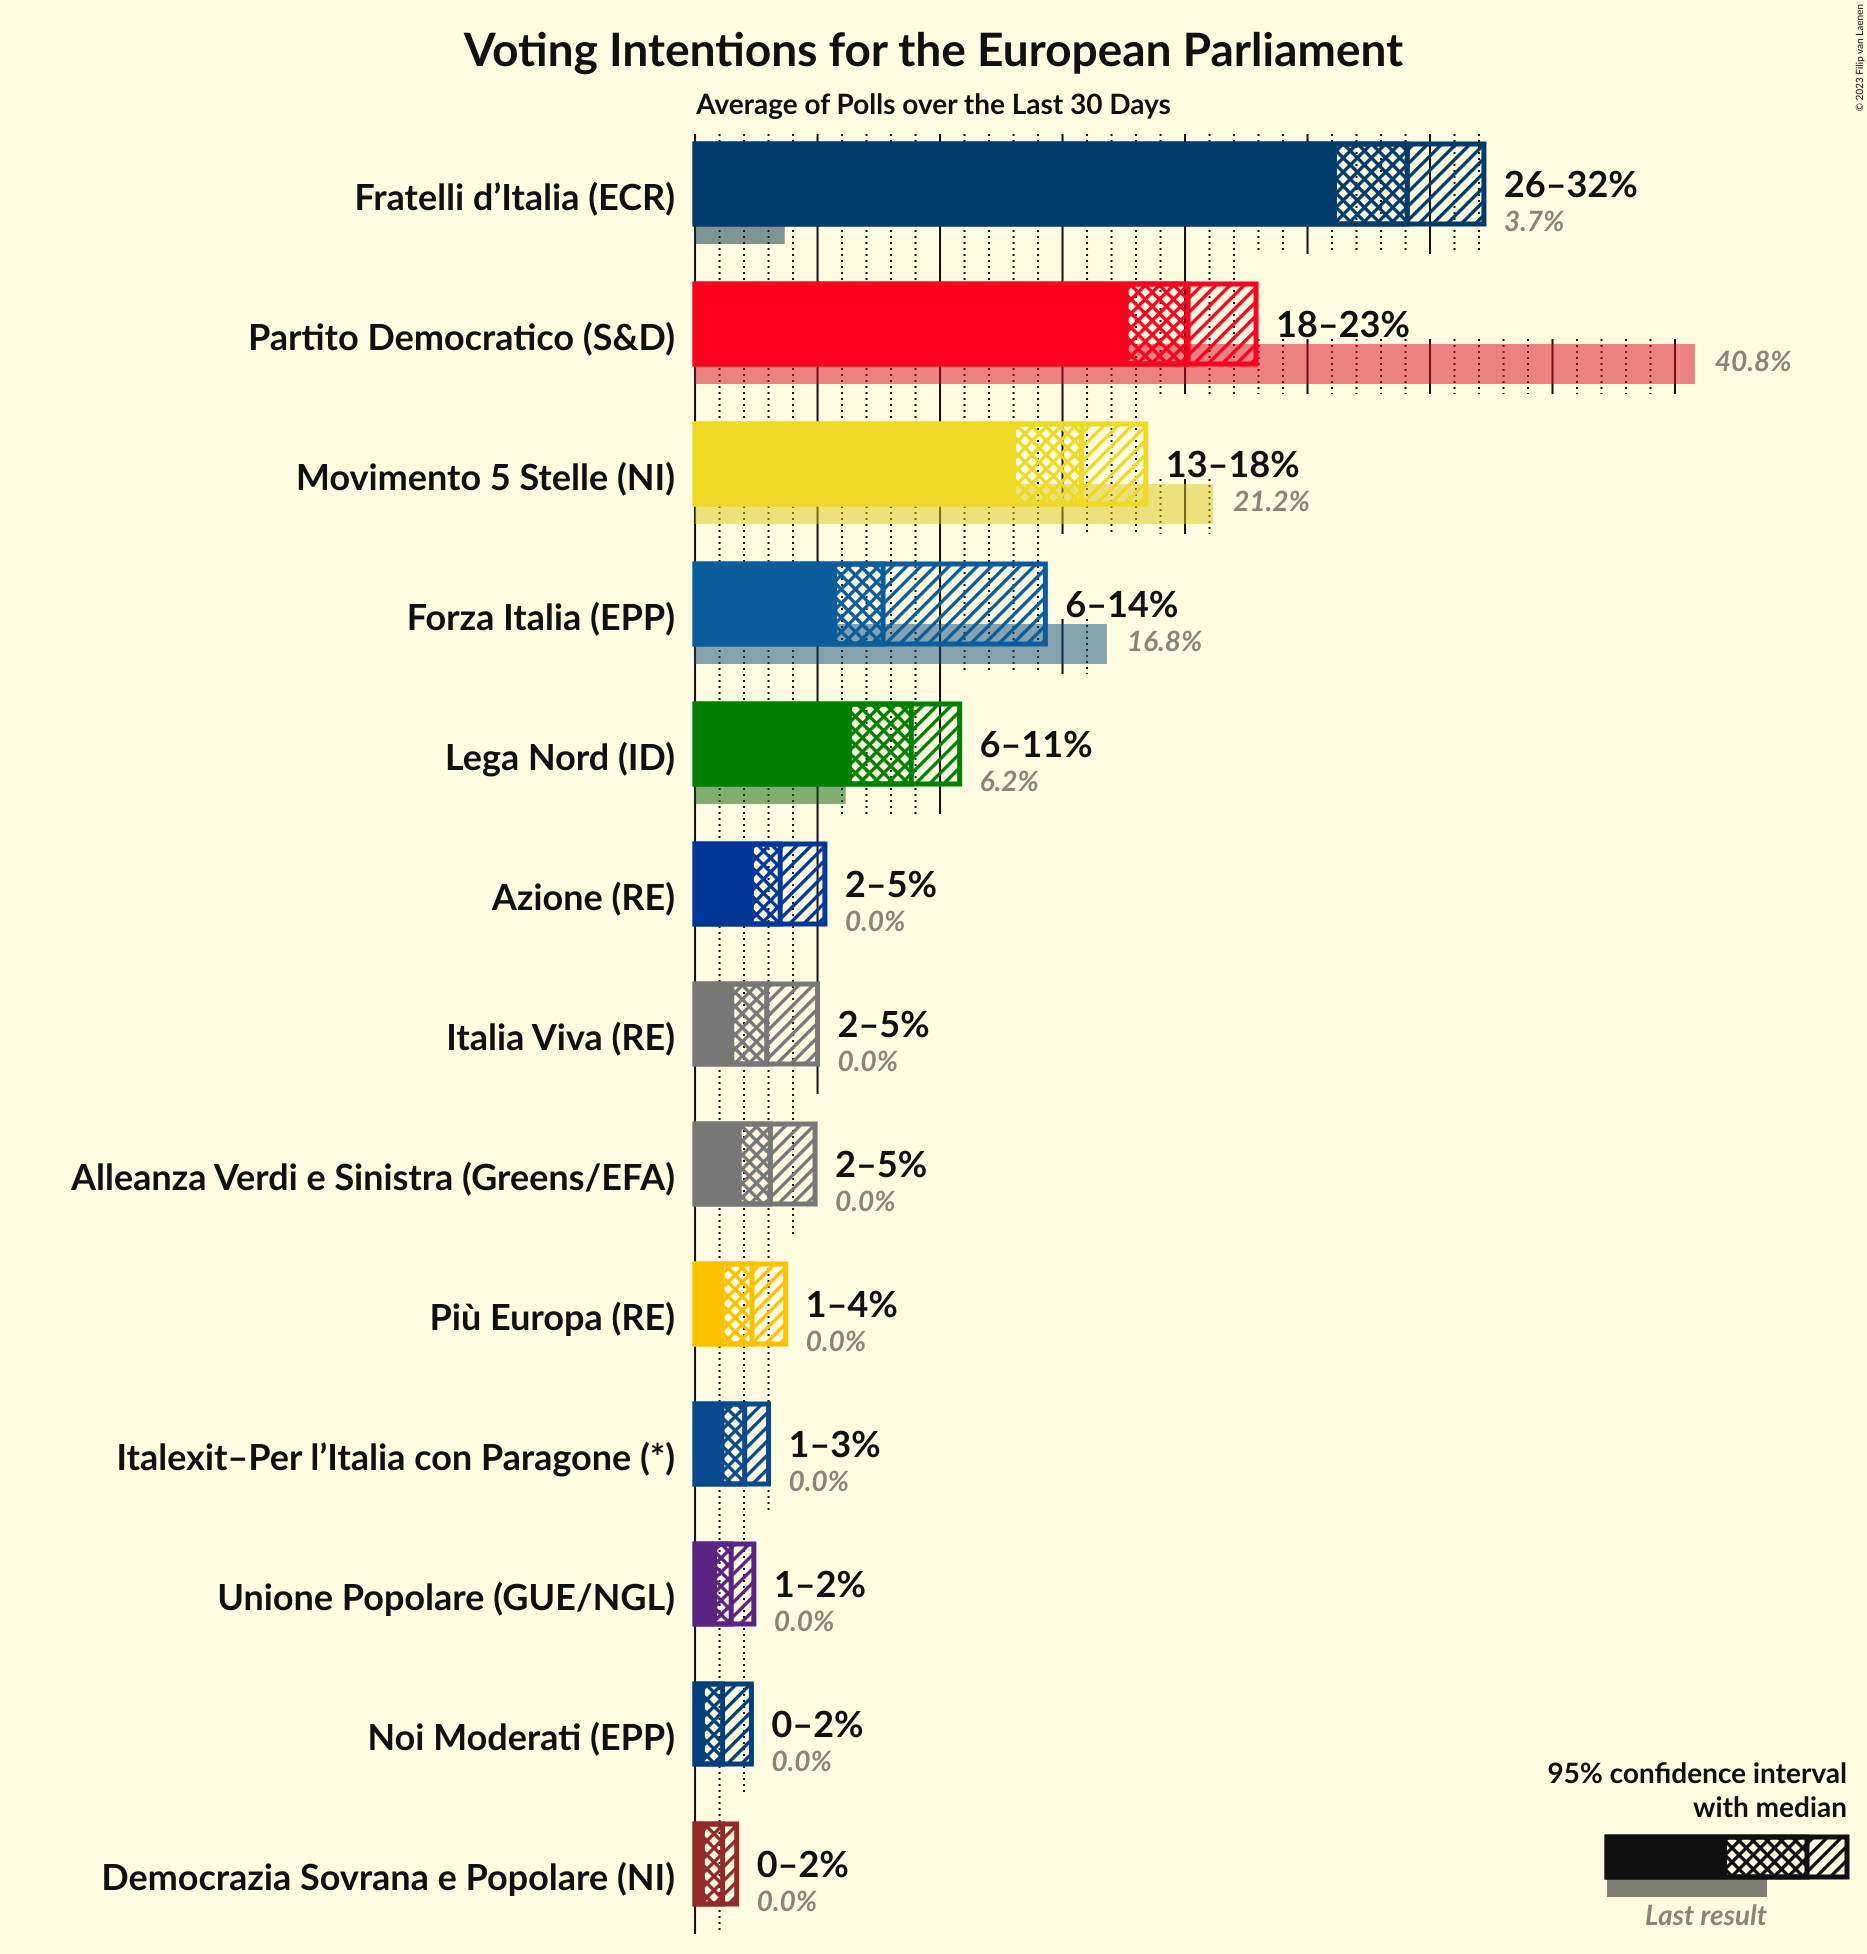 Voting Intentions for the European Parliament
Average of Polls over the Last 30 Days
© 2023 Filip van Laenen
Fratelli d’Italia (ECR)
26–32%
3.7%
Partito Democratico (S&D)
18–23%
40.8%
Movimento 5 Stelle (NI)
13–18%
21.2%
Forza Italia (EPP)
6–14%
16.8%
Lega Nord (ID)
6–11%
6.2%
Azione (RE)
2–5%
0.0%
Italia Viva (RE)
2–5%
0.0%
Alleanza Verdi e Sinistra (Greens/EFA)
2–5%
0.0%
Più Europa (RE)
1–4%
0.0%
Italexit–Per l’Italia con Paragone (*)
1–3%
0.0%
Unione Popolare (GUE/NGL)
1–2%
0.0%
Noi Moderati (EPP)
0–2%
0.0%
Democrazia Sovrana e Popolare (NI)
0–2%
0.0%
95% confidence interval
with median
Last result